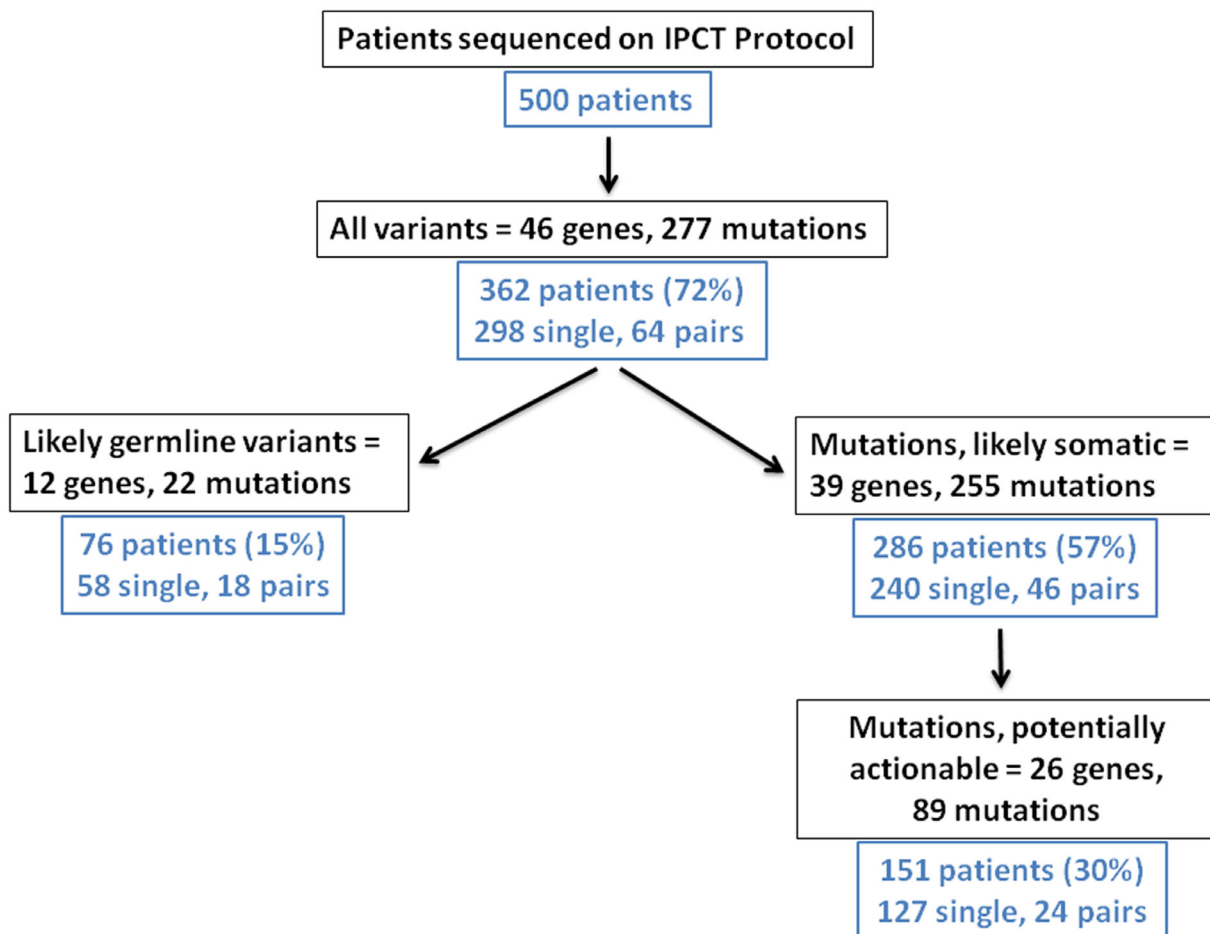 Patients sequenced on IPCT Protocol
500 patients
All variants = 46 genes, 277 mutations
362 patients (72%)
298 single, 64 pairs
Likely germline variants =
12 genes, 22 mutations
76 patients (15%)
58 single, 18 pairs
Mutations, likely somatic =
39 genes, 255 mutations
286 patients (57%)
240 single, 46 pairs
Mutations, potentially
actionable = 26 genes,
89 mutations
151 patients (30%)
127 single, 24 pairs